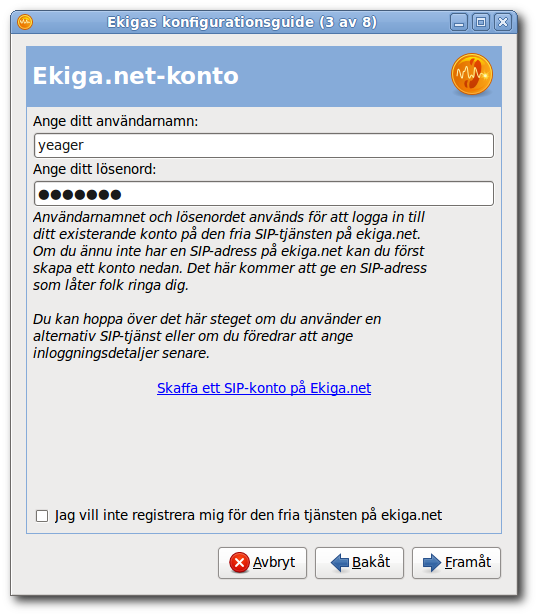 Ekigas konfigurationsguide (3 av 8)
Ekiga.net-konto
Ange ditt användarnamn:
yeager
Ange ditt lösenord:
●●●●●●●
Användarnamnet och lösenordet används för att logga in till
ditt existerande konto på den fria SIP-tjänsten på ekiga.net.
Om du ännu inte har en SIP-adress på ekiga.net kan du först
skapa ett konto nedan. Det här kommer att ge en SIP-adress
som låter folk ringa dig.
Du kan hoppa över det här steget om du använder en
alternativ SIP-tjänst eller om du föredrar att ange
inloggningsdetaljer senare.
Skaffa ett SIP-konto på Ekiga.net
Jag vill inte registrera mig för den fria tjänsten på ekiga.net
Avbryt Bakåt Framåt